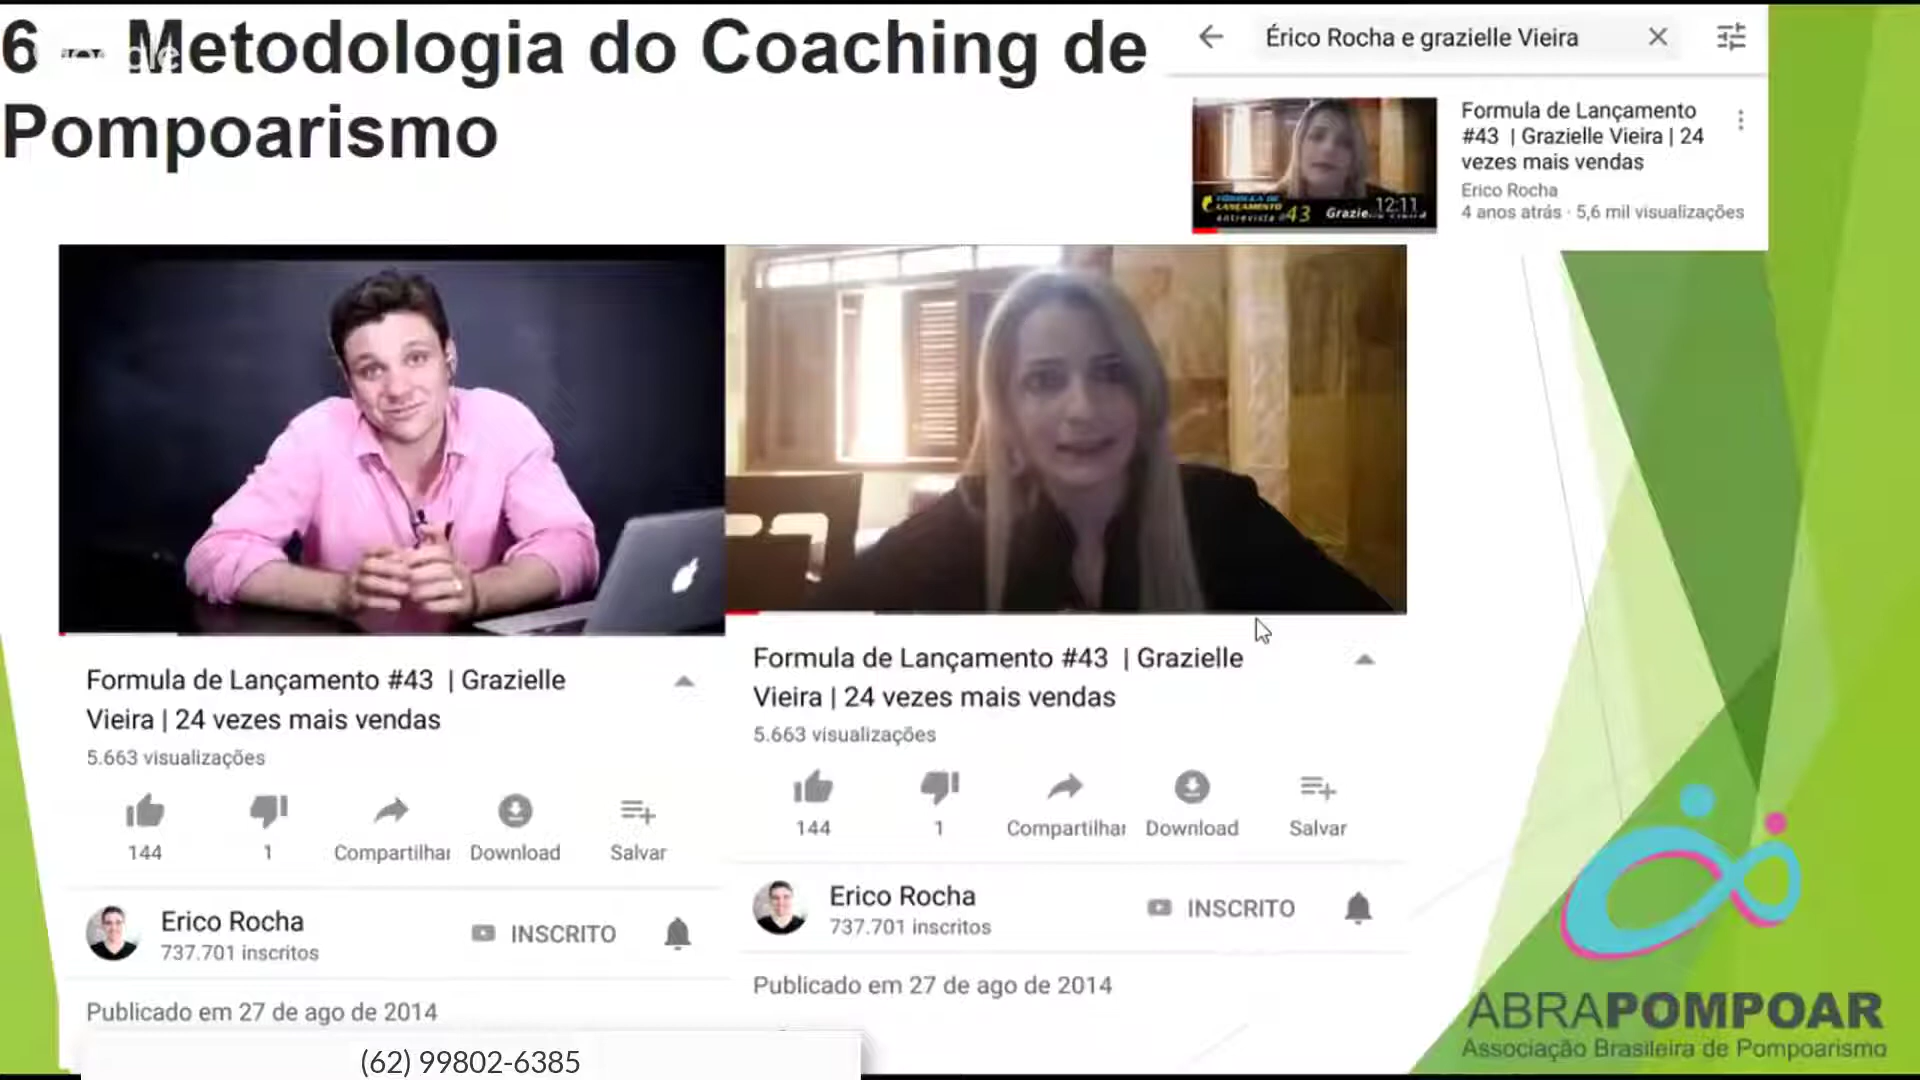 6 – Metodologia do Coaching de
Pompoarismo
Érico Rocha e grazielle Vieira
Formula de Lançamento
#43 | Grazielle Vieira | 24
vezes mais vendas
Erico Rocha
4 anos atrás · 5,6 mil visualizações
FÓRMULA DE
LANÇAMENTO
entrevista #43
12:11
Formula de Lançamento #43 | Grazielle
Vieira | 24 vezes mais vendas
5.663 visualizações
144
1
Compartilhar
Download
Salvar
Erico Rocha
737.701 inscritos
INSCRITO
Publicado em 27 de ago de 2014
Formula de Lançamento #43 | Grazielle
Vieira | 24 vezes mais vendas
5.663 visualizações
144
1
Compartilhar
Download
Salvar
Erico Rocha
737.701 inscritos
INSCRITO
Publicado em 27 de ago de 2014
(62) 99802-6385
ABRAPOMPOAR
Associação Brasileira de Pompoarismo